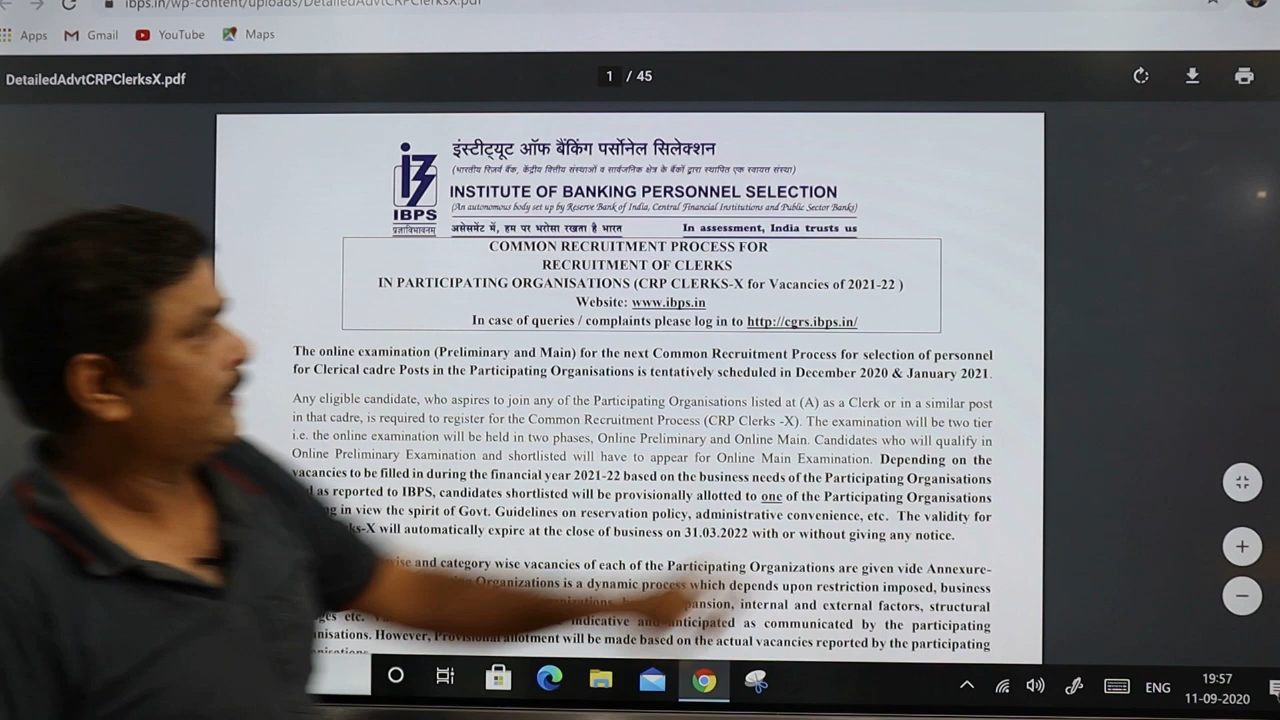 ibps.in/wp-content/uploads/DetailedAdvtCRPClerksX.pdf
Apps Gmail YouTube Maps
DetailedAdvtCRPClerksX.pdf
1 / 45
इंस्टीट्यूट ऑफ बैंकिंग पर्सोनेल सिलेक्शन
(भारतीय रिज़र्व बैंक, केंद्रीय वित्तीय संस्थाओं व सार्वजनिक क्षेत्र के बैंकों द्वारा स्थापित एक स्वायत्त संस्था)
INSTITUTE OF BANKING PERSONNEL SELECTION
(An autonomous body set up by Reserve Bank of India, Central Financial Institutions and Public Sector Banks)
IBPS
प्रज्ञाविभावनम् असेसमेंट में, हम पर भरोसा रखता है भारत In assessment, India trusts us
COMMON RECRUITMENT PROCESS FOR
RECRUITMENT OF CLERKS
IN PARTICIPATING ORGANISATIONS (CRP CLERKS-X for Vacancies of 2021-22 )
Website: www.ibps.in
In case of queries / complaints please log in to http://cgrs.ibps.in/
The online examination (Preliminary and Main) for the next Common Recruitment Process for selection of personnel
for Clerical cadre Posts in the Participating Organisations is tentatively scheduled in December 2020 & January 2021.
Any eligible candidate, who aspires to join any of the Participating Organisations listed at (A) as a Clerk or in a similar post
in that cadre, is required to register for the Common Recruitment Process (CRP Clerks -X). The examination will be two tier
i.e. the online examination will be held in two phases, Online Preliminary and Online Main. Candidates who will qualify in
Online Preliminary Examination and shortlisted will have to appear for Online Main Examination. Depending on the
vacancies to be filled in during the financial year 2021-22 based on the business needs of the Participating Organisations
as reported to IBPS, candidates shortlisted will be provisionally allotted to one of the Participating Organisations
in view the spirit of Govt. Guidelines on reservation policy, administrative convenience, etc. The validity for
ks-X will automatically expire at the close of business on 31.03.2022 with or without giving any notice.
wise and category wise vacancies of each of the Participating Organizations are given vide Annexure-
Organizations is a dynamic process which depends upon restriction imposed, business
pansion, internal and external factors, structural
etc. indicative and anticipated as communicated by the participating
nisations. However, Provisional allotment will be made based on the actual vacancies reported by the participating
ENG
19:57
11-09-2020